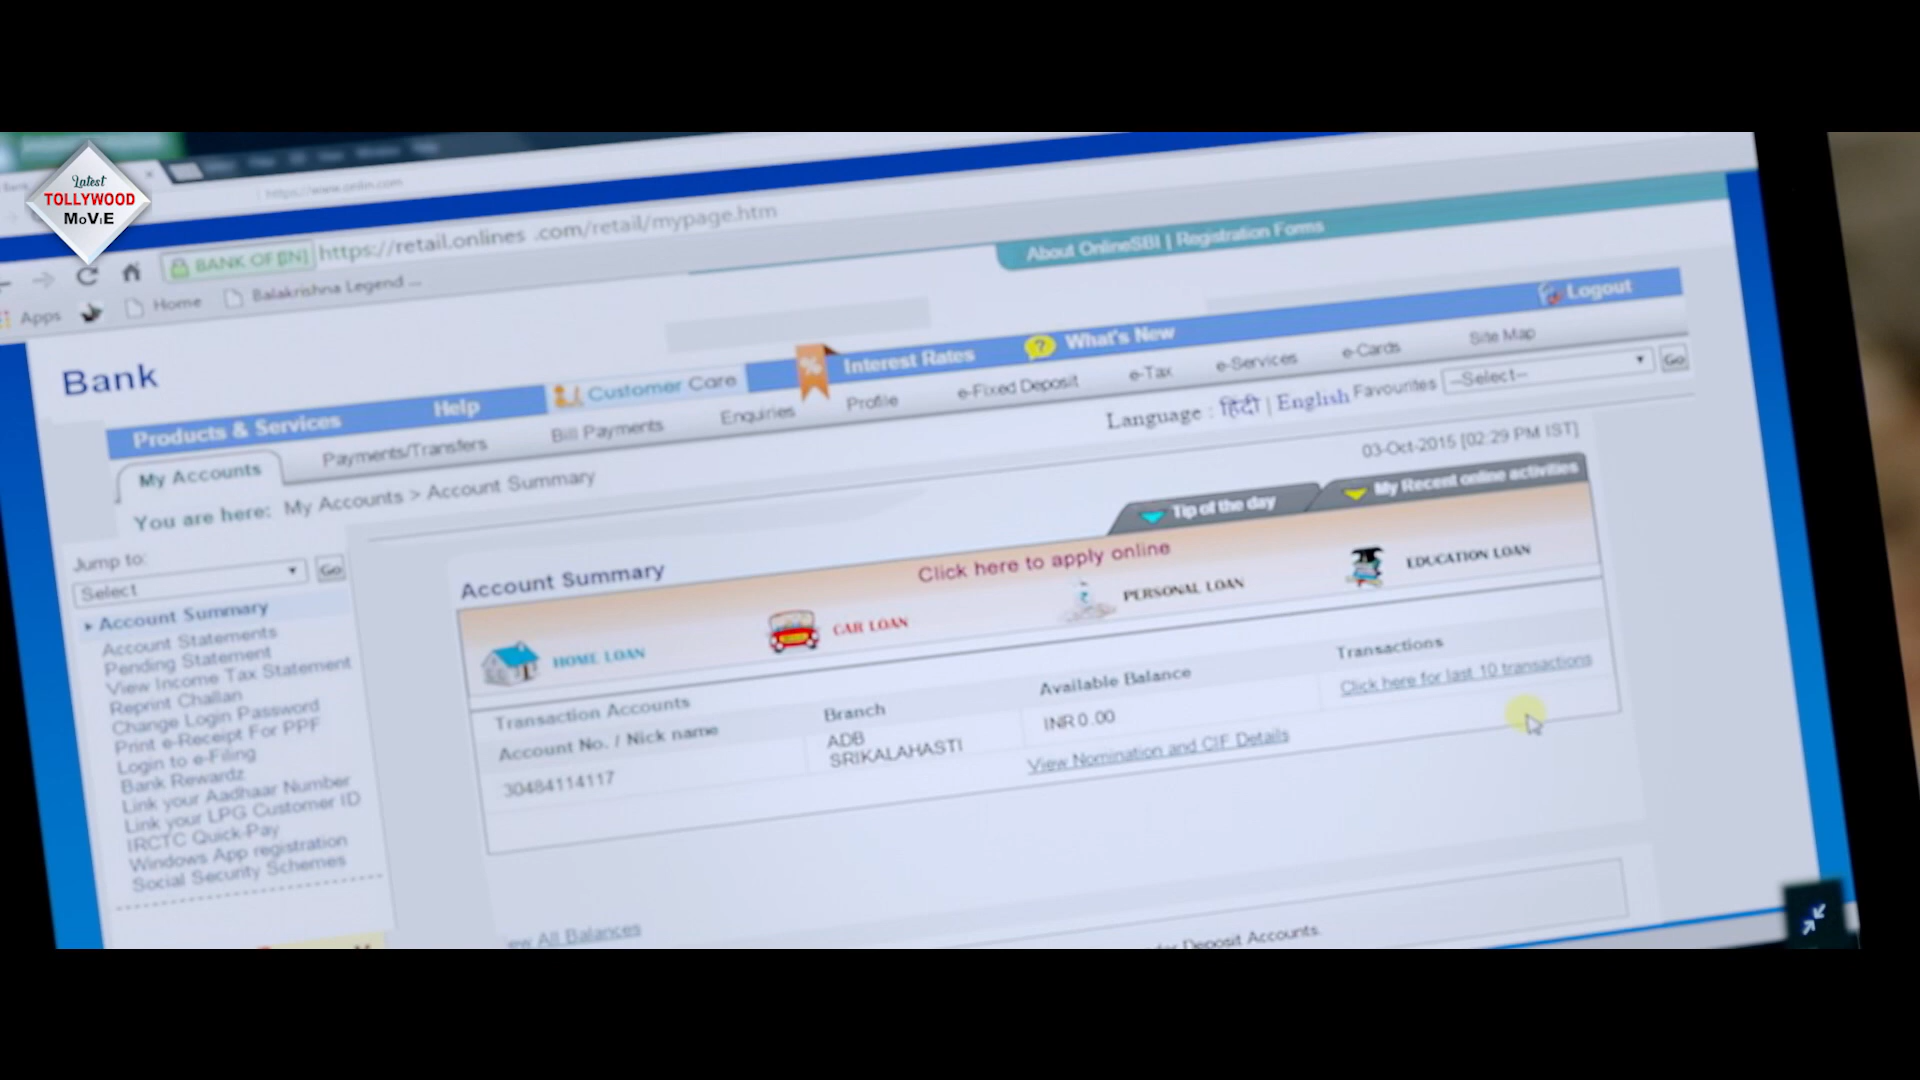 Latest
TOLLYWOOD
MoViE
https://retail.onlines .com/retail/mypage.htm
BANK OF [IN]
Apps
Home
Balakrishna Legend ...
About OnlineSBI | Registration Forms
Bank
Products & Services
Help
Customer Care
Interest Rates
What's New
Logout
My Accounts
Payments/Transfers
Bill Payments
Enquiries
Profile
e-Fixed Deposit
e-Tax
e-Services
e-Cards
Site Map
Language : हिंदी | English
Favourites
--Select--
Go
You are here: My Accounts > Account Summary
03-Oct-2015 [02:29 PM IST]
Tip of the day
My Recent online activities
Jump to:
Select
Go
Account Summary
Account Statements
Pending Statement
View Income Tax Statement
Reprint Challan
Change Login Password
Print e-Receipt For PPF
Login to e-Filing
Bank Rewardz
Link your Aadhaar Number
Link your LPG Customer ID
IRCTC Quick-Pay
Windows App registration
Social Security Schemes
Account Summary
Click here to apply online
HOME LOAN
CAR LOAN
PERSONAL LOAN
EDUCATION LOAN
Transaction Accounts
Account No. / Nick name
Branch
Available Balance
Transactions
30484114117
ADB
SRIKALAHASTI
INR 0.00
Click here for last 10 transactions
View Nomination and CIF Details
All Balances
Deposit Accounts.